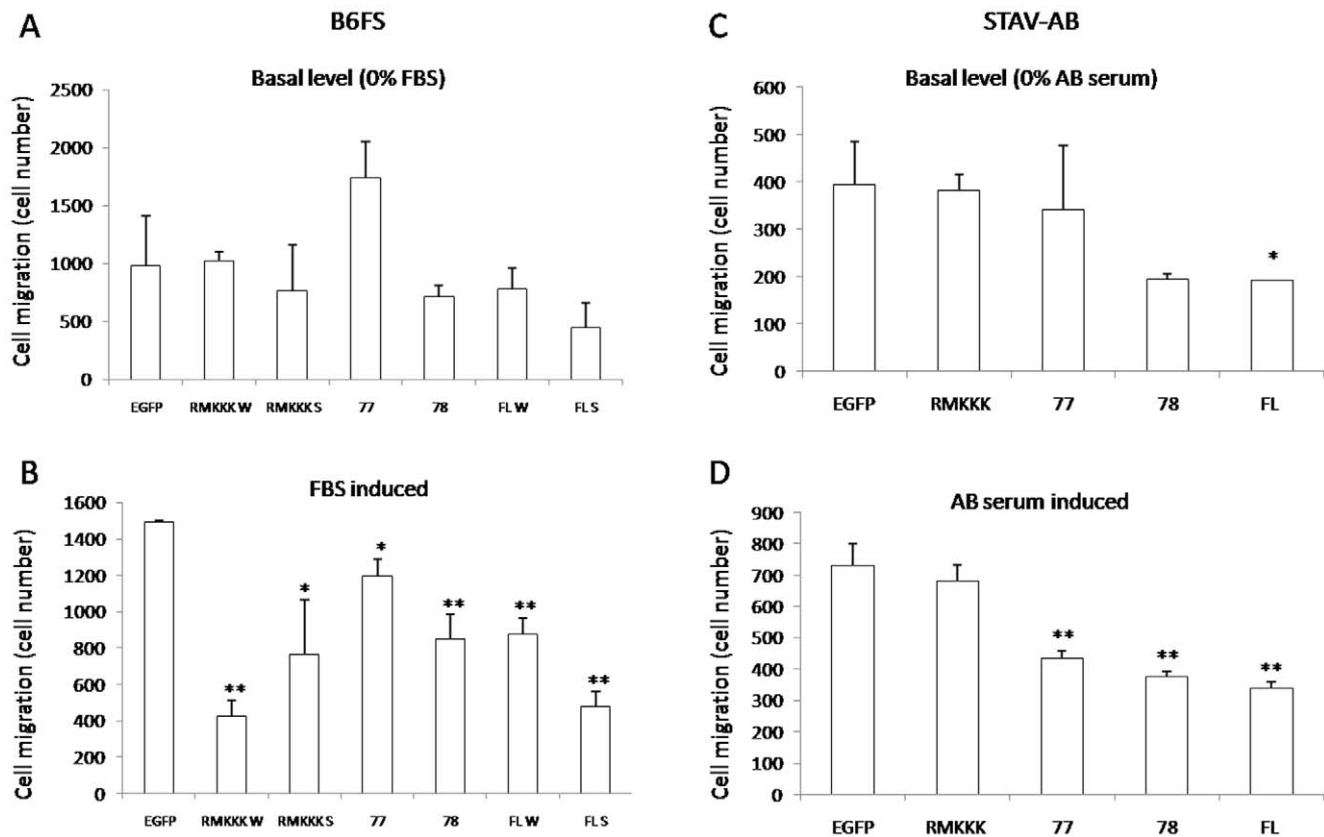 A
B6FS
Basal level (0% FBS)
Cell migration (cell number)
2500
2000
1500
1000
500
0
EGFP RMKKK W RMKKK S 77 78 FL W FL S
B
FBS induced
Cell migration (cell number)
1600
1400
1200
1000
800
600
400
200
0
** * * ** ** **
EGFP RMKKK W RMKKK S 77 78 FL W FL S
C
STAV-AB
Basal level (0% AB serum)
Cell migration (cell number)
600
500
400
300
200
100
0
*
EGFP RMKKK 77 78 FL
D
AB serum induced
Cell migration (cell number)
900
800
700
600
500
400
300
200
100
0
** ** **
EGFP RMKKK 77 78 FL